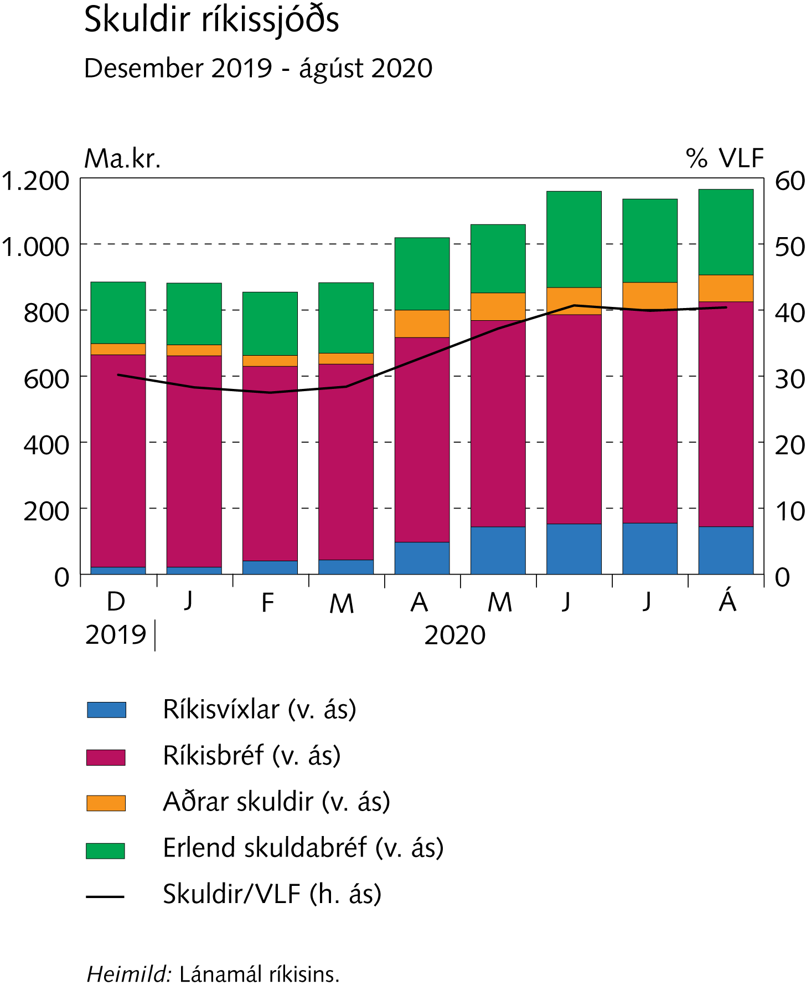 Skuldir ríkissjóðs
Desember 2019 - ágúst 2020
Ma.kr. % VLF
1.200 60
1.000 50
800 40
600 30
400 20
200 10
0 0
D J F M A M J J Á
2019 2020
Ríkisvíxlar (v. ás)
Ríkisbréf (v. ás)
Aðrar skuldir (v. ás)
Erlend skuldabréf (v. ás)
Skuldir/VLF (h. ás)
Heimild: Lánamál ríkisins.